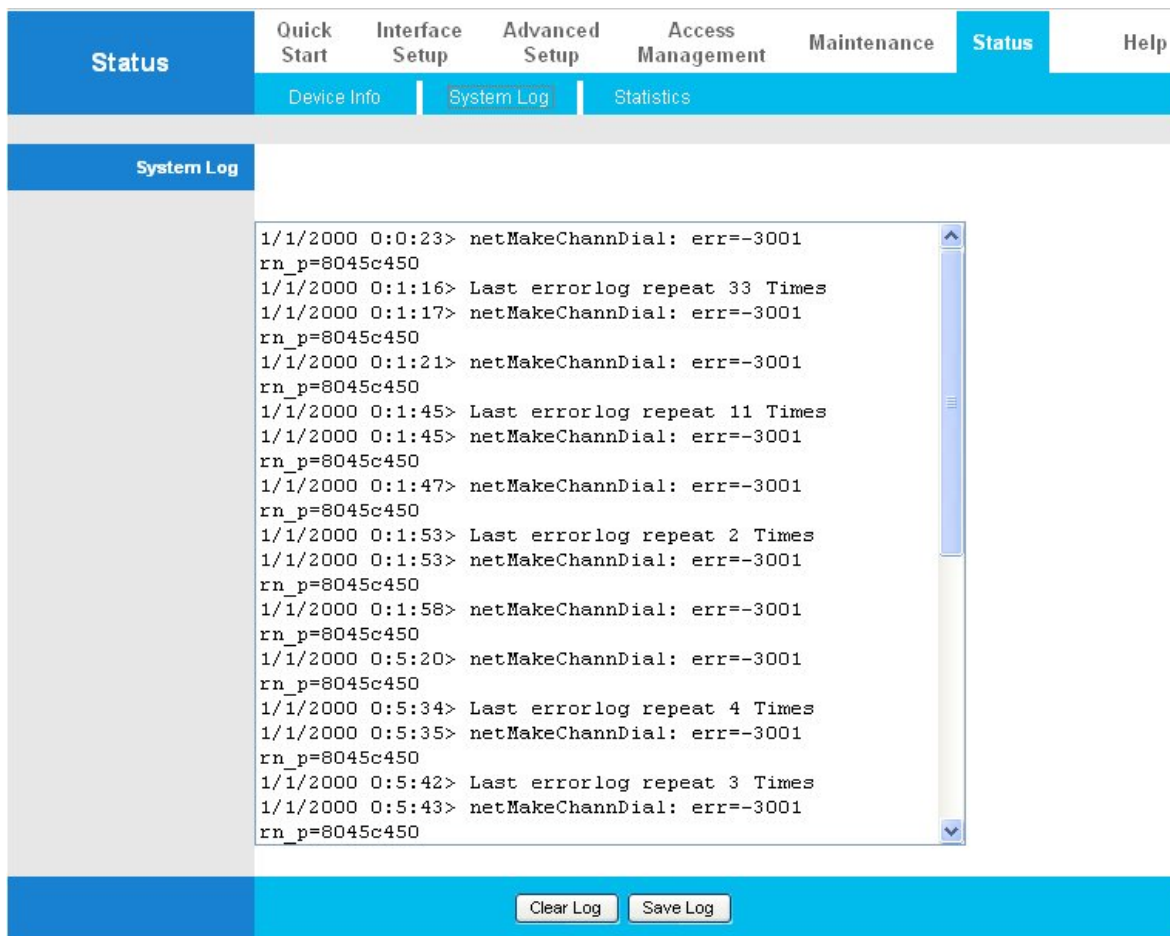 Status
Quick Start
Interface Setup
Advanced Setup
Access Management
Maintenance
Status
Help
Device Info
System Log
Statistics
System Log
1/1/2000 0:0:23> netMakeChannDial: err=-3001
rn_p=8045c450
1/1/2000 0:1:16> Last errorlog repeat 33 Times
1/1/2000 0:1:17> netMakeChannDial: err=-3001
rn_p=8045c450
1/1/2000 0:1:21> netMakeChannDial: err=-3001
rn_p=8045c450
1/1/2000 0:1:45> Last errorlog repeat 11 Times
1/1/2000 0:1:45> netMakeChannDial: err=-3001
rn_p=8045c450
1/1/2000 0:1:47> netMakeChannDial: err=-3001
rn_p=8045c450
1/1/2000 0:1:53> Last errorlog repeat 2 Times
1/1/2000 0:1:53> netMakeChannDial: err=-3001
rn_p=8045c450
1/1/2000 0:1:58> netMakeChannDial: err=-3001
rn_p=8045c450
1/1/2000 0:5:20> netMakeChannDial: err=-3001
rn_p=8045c450
1/1/2000 0:5:34> Last errorlog repeat 4 Times
1/1/2000 0:5:35> netMakeChannDial: err=-3001
rn_p=8045c450
1/1/2000 0:5:42> Last errorlog repeat 3 Times
1/1/2000 0:5:43> netMakeChannDial: err=-3001
rn_p=8045c450
Clear Log
Save Log